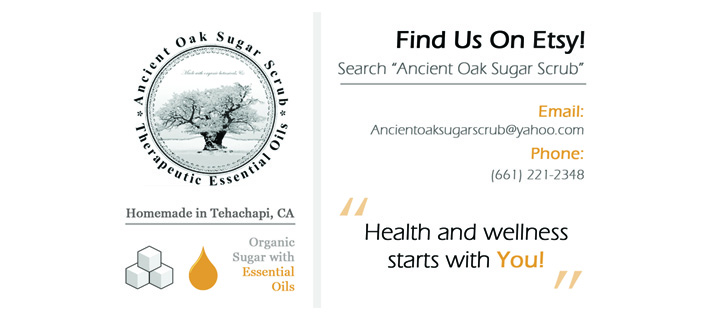 Ancient Oak Sugar Scrub
Therapeutic Essential Oils
Homemade in Tehachapi, CA
Organic
Sugar with
Essential
Oils
Find Us On Etsy!
Search “Ancient Oak Sugar Scrub”
Email:
Ancientoaksugarscrub@yahoo.com
Phone:
(661) 221-2348
“Health and wellness
starts with You!”